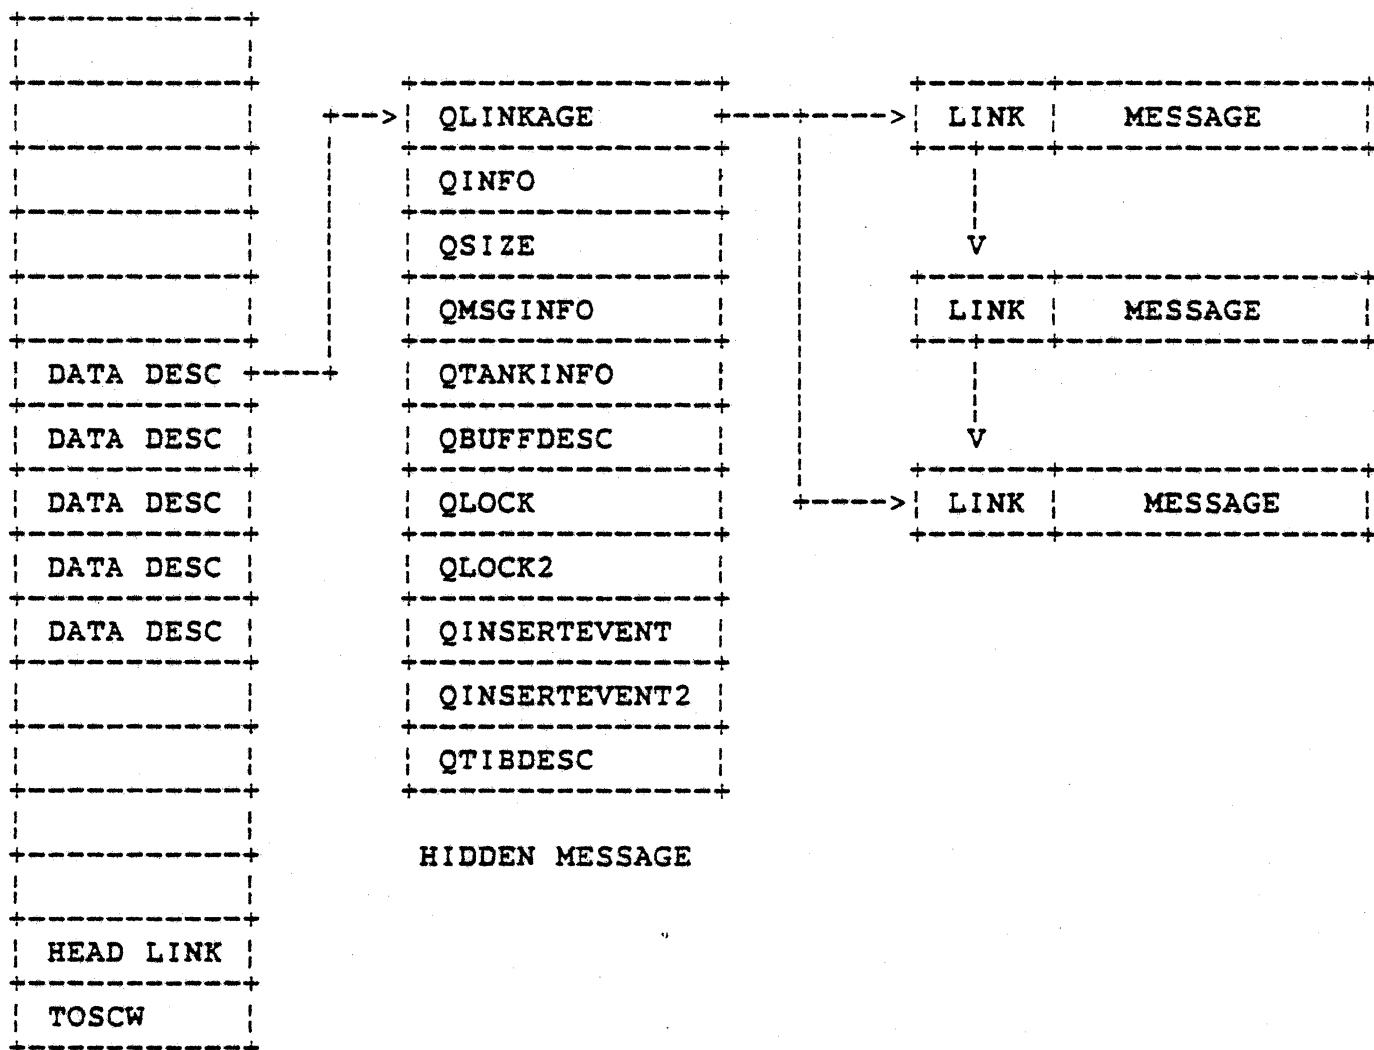 QLINKAGE LINK MESSAGE
QINFO
QSIZE V
QMSGINFO LINK MESSAGE
DATA DESC QTANKINFO
DATA DESC QBUFFDESC V
DATA DESC QLOCK LINK MESSAGE
DATA DESC QLOCK2
DATA DESC QINSERTEVENT
QINSERTEVENT2
QTIBDESC
HIDDEN MESSAGE
HEAD LINK
TOSCW